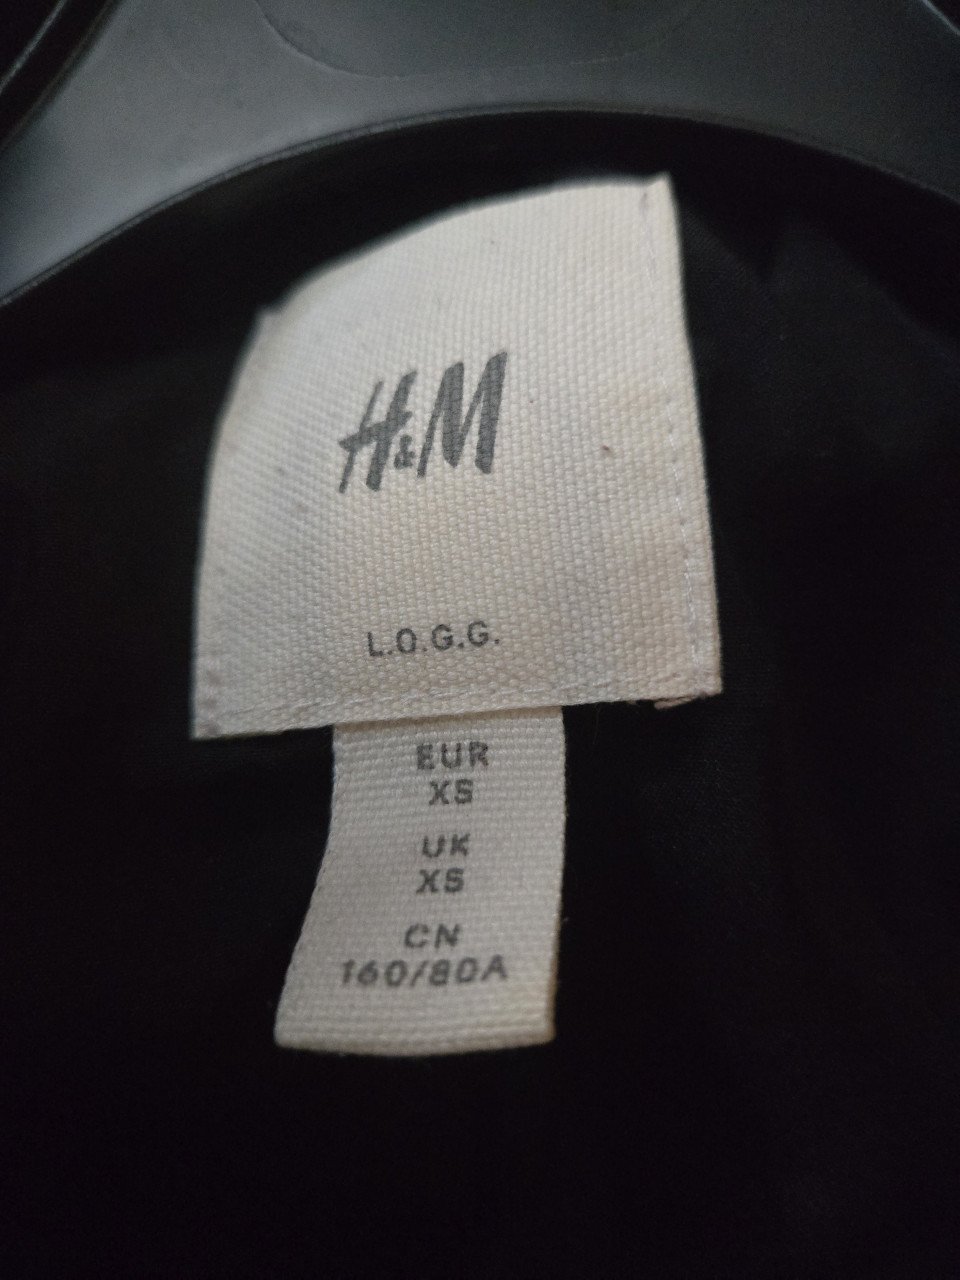 H&M
L.O.G.G.
EUR
XS
UK
XS
CN
160/80A